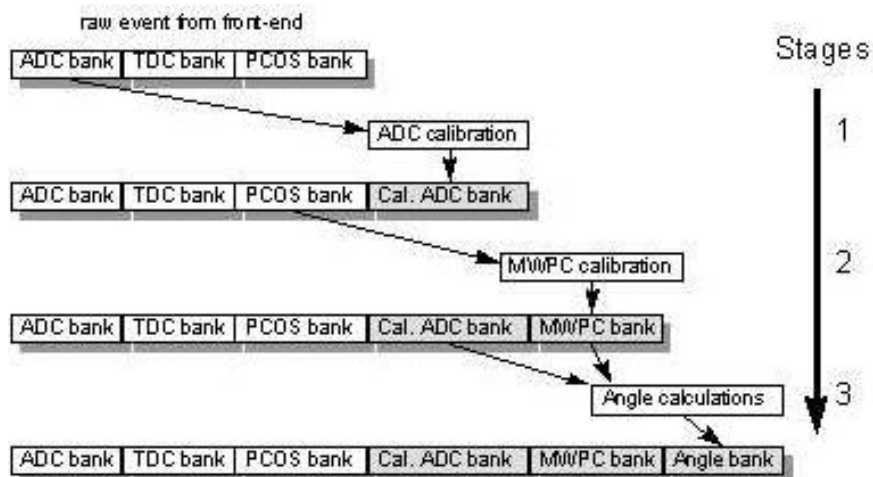 raw event from front-end
Stages
ADC bank TDC bank PCOS bank
ADC calibration
1
ADC bank TDC bank PCOS bank Cal. ADC bank
MWPC calibration
2
ADC bank TDC bank PCOS bank Cal. ADC bank MWPC bank
Angle calculations
3
ADC bank TDC bank PCOS bank Cal. ADC bank MWPC bank Angle bank